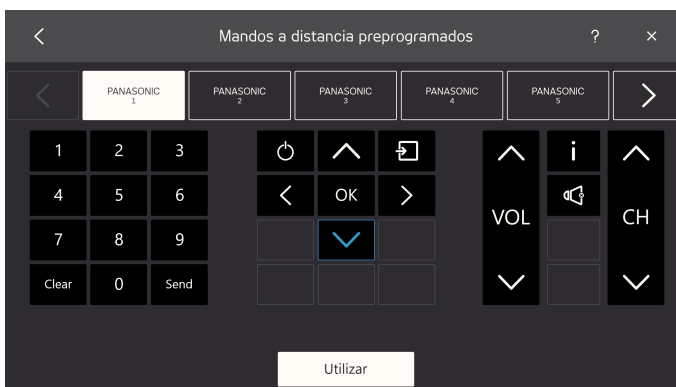 Mandos a distancia preprogramados ? ×
PANASONIC
1
PANASONIC
2
PANASONIC
3
PANASONIC
4
PANASONIC
5
1 2 3
4 OK 5 6
VOL
CH
7 8 9
Clear 0 Send
i
Utilizar